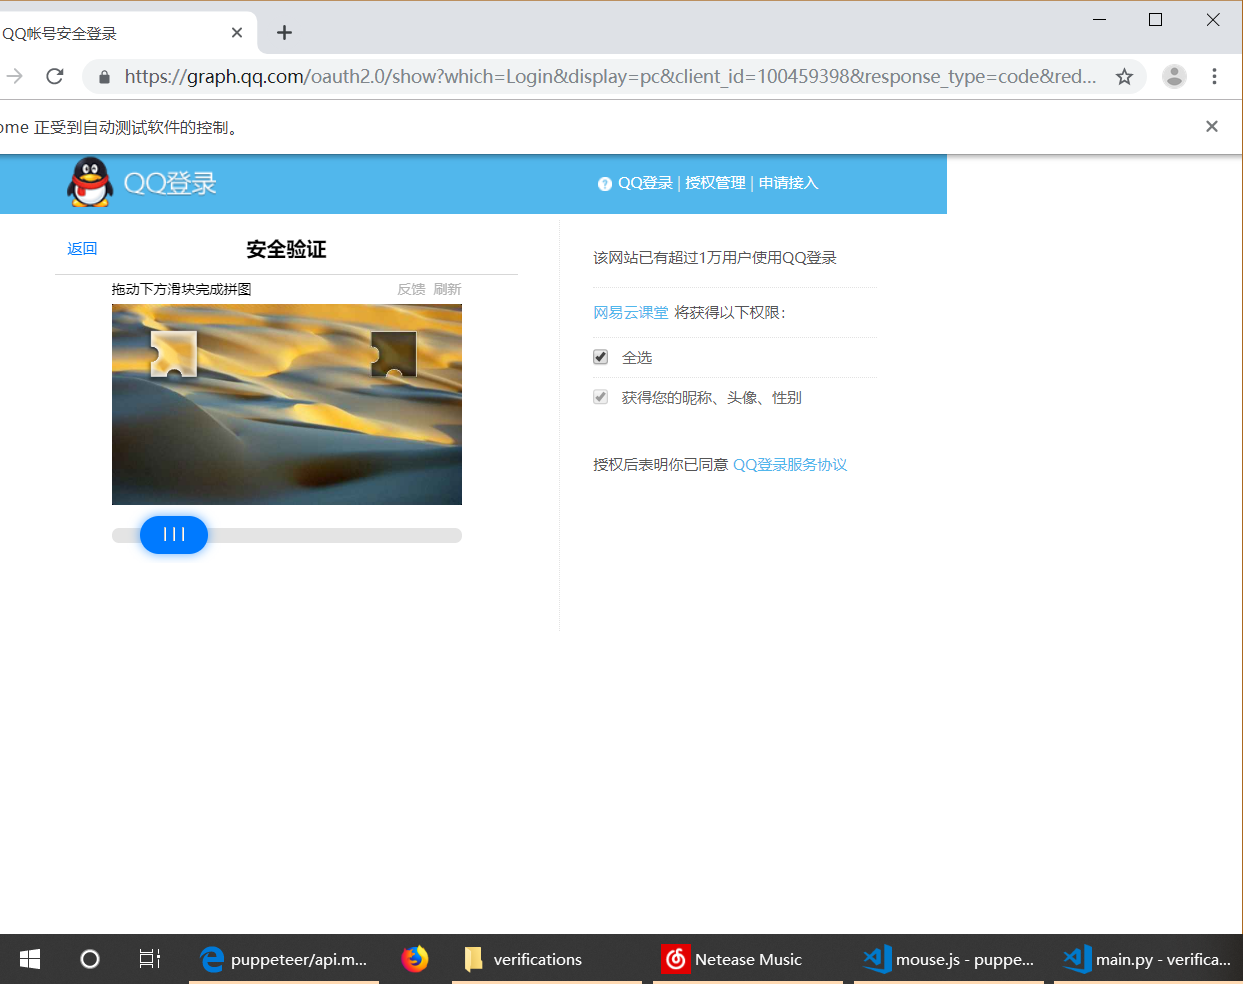 QQ帐号安全登录
https://graph.qq.com/oauth2.0/show?which=Login&display=pc&client_id=100459398&response_type=code&red...
ome 正受到自动测试软件的控制。
QQ登录
QQ登录 | 授权管理 | 申请接入
返回
安全验证
拖动下方滑块完成拼图
反馈 刷新
该网站已有超过1万用户使用QQ登录
网易云课堂 将获得以下权限：
全选
获得您的昵称、头像、性别
授权后表明你已同意 QQ登录服务协议
puppeteer/api.m...
verifications
Netease Music
mouse.js - puppe...
main.py - verifica...